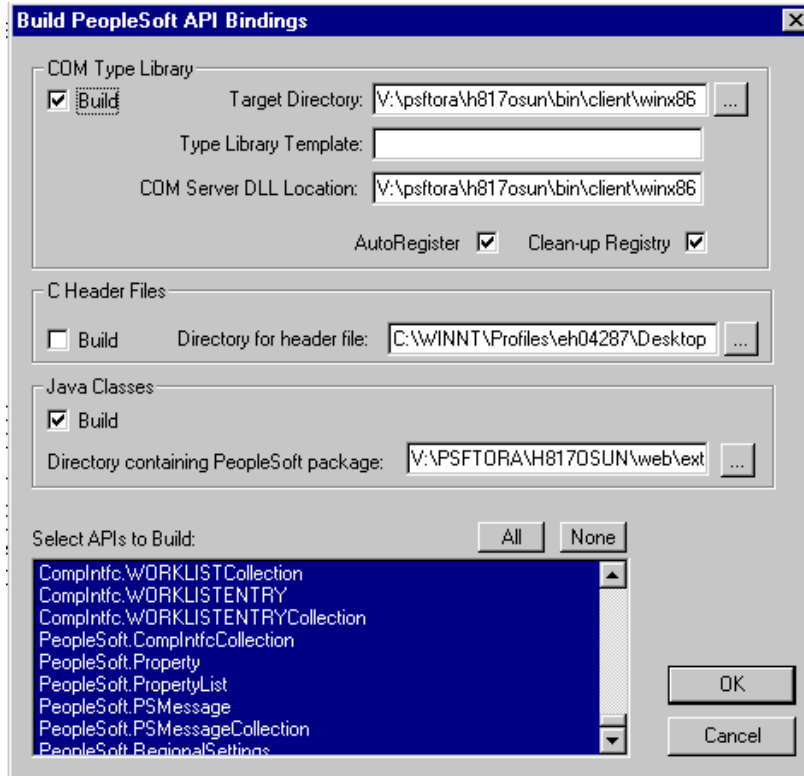 Build PeopleSoft API Bindings
COM Type Library
Build
Target Directory: V:\psftora\h817osun\bin\client\winx86 ...
Type Library Template:
COM Server DLL Location: V:\psftora\h817osun\bin\client\winx86
AutoRegister Clean-up Registry
C Header Files
Build Directory for header file: C:\WINNT\Profiles\eh04287\Desktop ...
Java Classes
Build
Directory containing PeopleSoft package: V:\PSFTORA\H817OSUN\web\ext ...
Select APIs to Build: All None
CompIntfc.WORKLISTCollection
CompIntfc.WORKLISTENTRY
CompIntfc.WORKLISTENTRYCollection
PeopleSoft.CompIntfcCollection
PeopleSoft.Property
PeopleSoft.PropertyList
PeopleSoft.PSMessage
PeopleSoft.PSMessageCollection
PeopleSoft.RegionalSettings
OK
Cancel